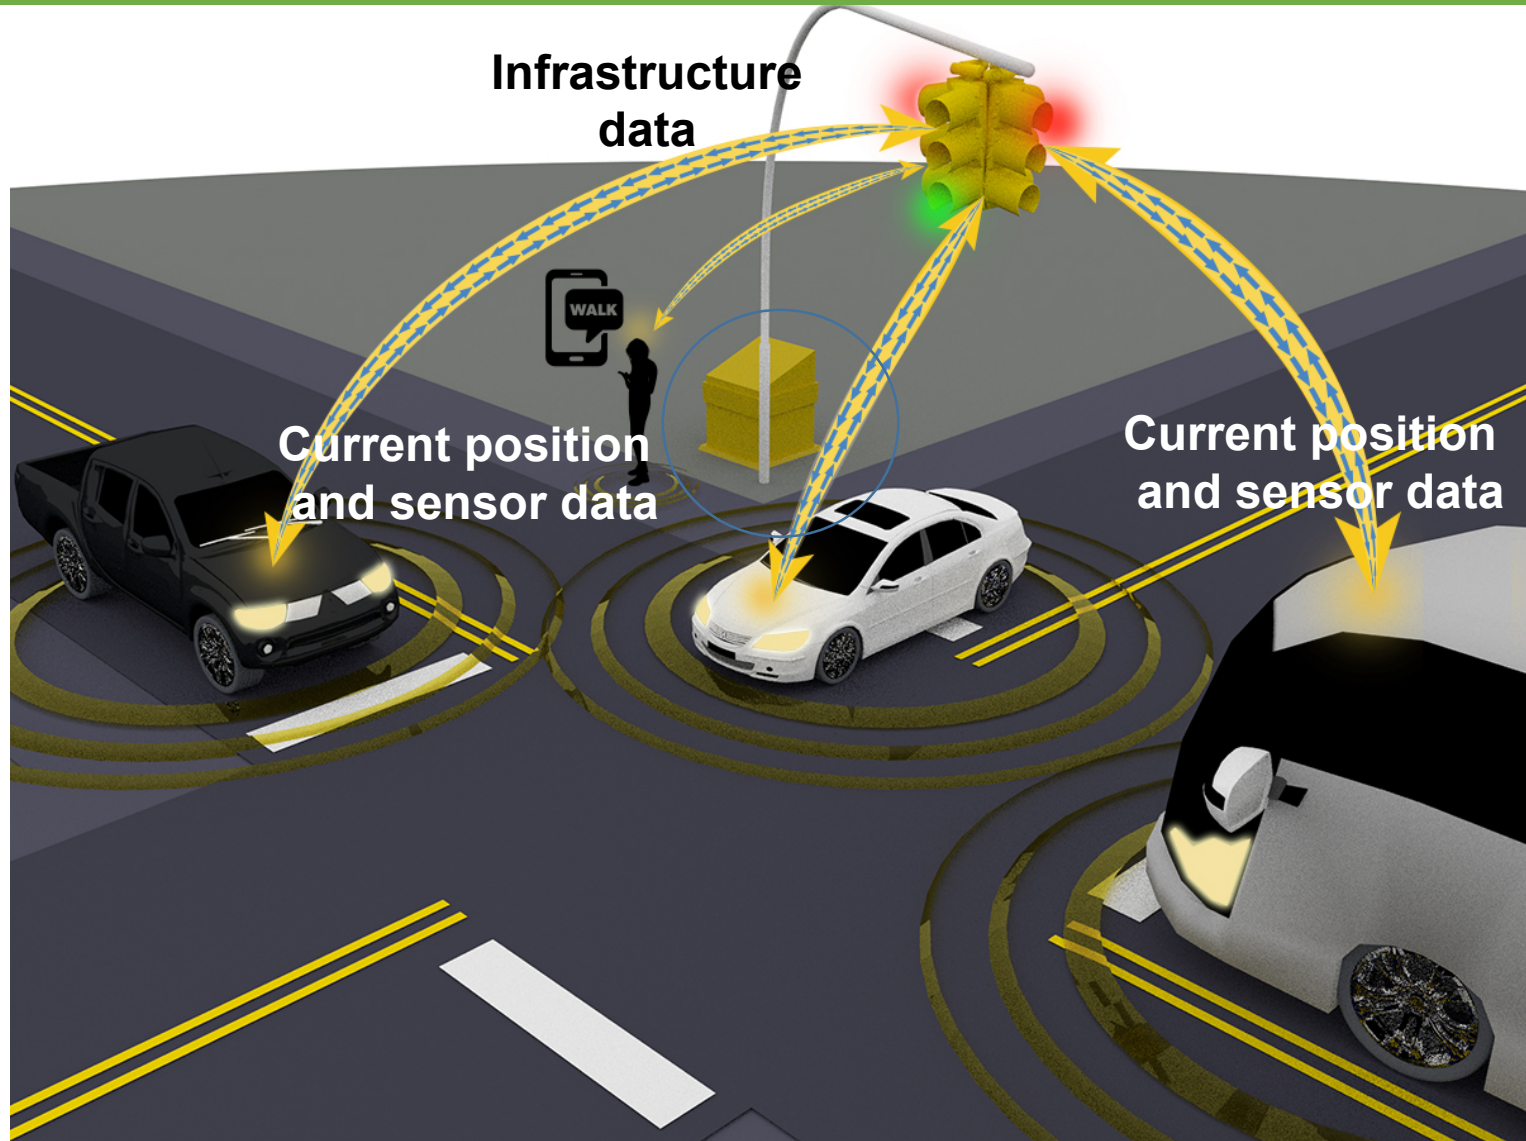 Infrastructure
data
WALK
Current position
and sensor data
Current position
and sensor data